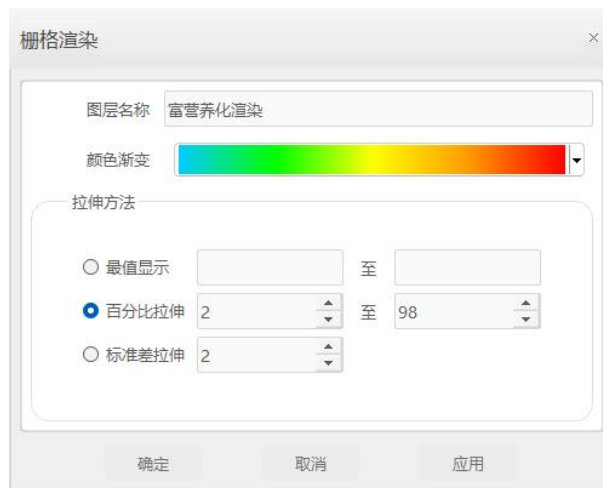 栅格渲染
图层名称 富营养化渲染
颜色渐变
拉伸方法
最值显示 至
百分比拉伸 2 至 98
标准差拉伸 2
确定 取消 应用